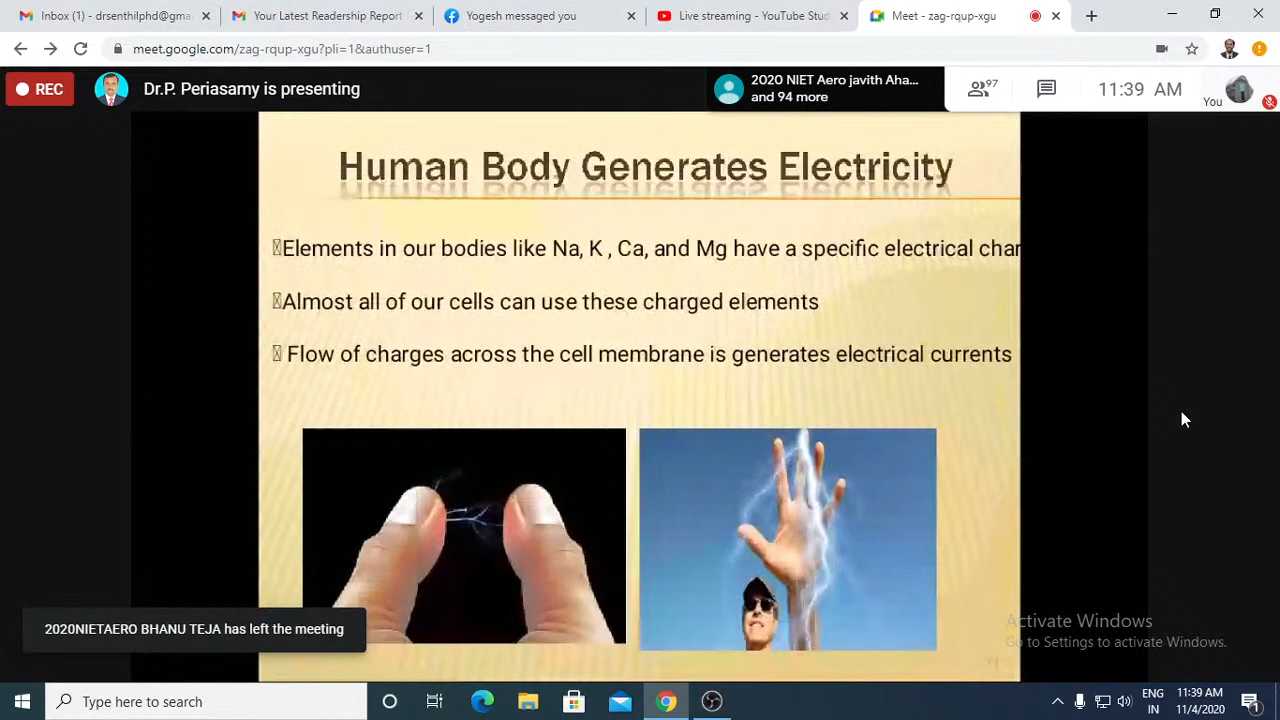 Inbox (1) - drsenthilphd@gma
Your Latest Readership Report
Yogesh messaged you
Live streaming - YouTube Stud
Meet - zag-rqup-xgu
meet.google.com/zag-rqup-xgu?pli=1&authuser=1
REC
Dr.P. Periasamy is presenting
2020 NIET Aero javith Aha...
and 94 more
97
11:39 AM
You
Human Body Generates Electricity
Elements in our bodies like Na, K , Ca, and Mg have a specific electrical char
Almost all of our cells can use these charged elements
Flow of charges across the cell membrane is generates electrical currents
2020NIETAERO BHANU TEJA has left the meeting
Activate Windows
Go to Settings to activate Windows.
Type here to search
ENG
IN
11:39 AM
11/4/2020
1